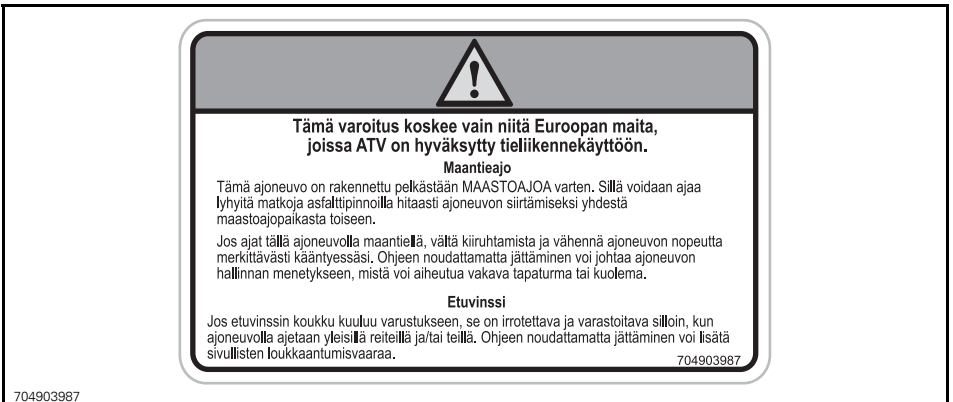 Tämä varoitus koskee vain niitä Euroopan maita,
joissa ATV on hyväksytty tieliikennekäyttöön.
Maantieajo
Tämä ajoneuvo on rakennettu pelkästään MAASTOAJOA varten. Sillä voidaan ajaa
lyhyitä matkoja asfalttipinnoilla hitaasti ajoneuvon siirtämiseksi yhdestä
maastoajopaikasta toiseen.
Jos ajat tällä ajoneuvolla maantiellä, vältä kiiruhtamista ja vähennä ajoneuvon nopeutta
merkittävästi kääntyessäsi. Ohjeen noudattamatta jättäminen voi johtaa ajoneuvon
hallinnan menetykseen, mistä voi aiheutua vakava tapaturma tai kuolema.
Etuvinssi
Jos etuvinssin koukku kuuluu varustukseen, se on irrotettava ja varastoitava silloin, kun
ajoneuvolla ajetaan yleisillä reiteillä ja/tai teillä. Ohjeen noudattamatta jättäminen voi lisätä
sivullisten loukkaantumisvaaraa.
704903987
704903987